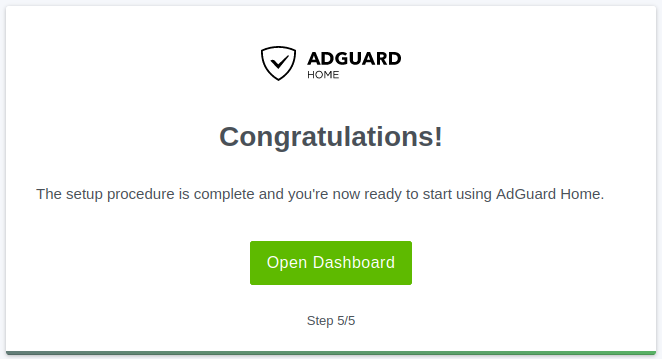 ADGUARD
HOME
Congratulations!
The setup procedure is complete and you're now ready to start using AdGuard Home.
Open Dashboard
Step 5/5